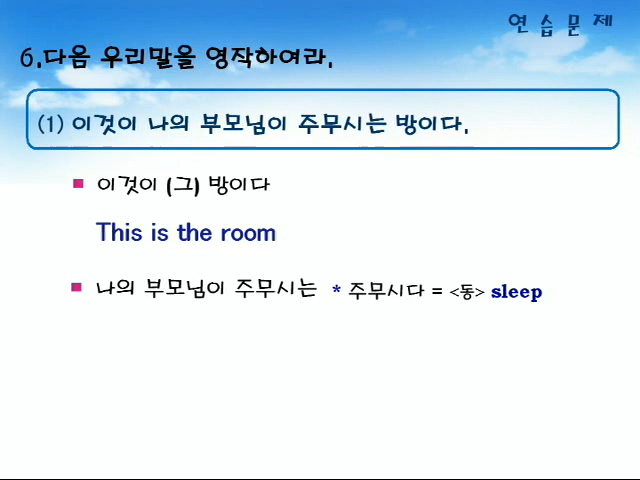 연 습 문 제
6.다음 우리말을 영작하여라.
(1) 이것이 나의 부모님이 주무시는 방이다.
이것이 (그) 방이다
This is the room
나의 부모님이 주무시는 * 주무시다 = <동> sleep